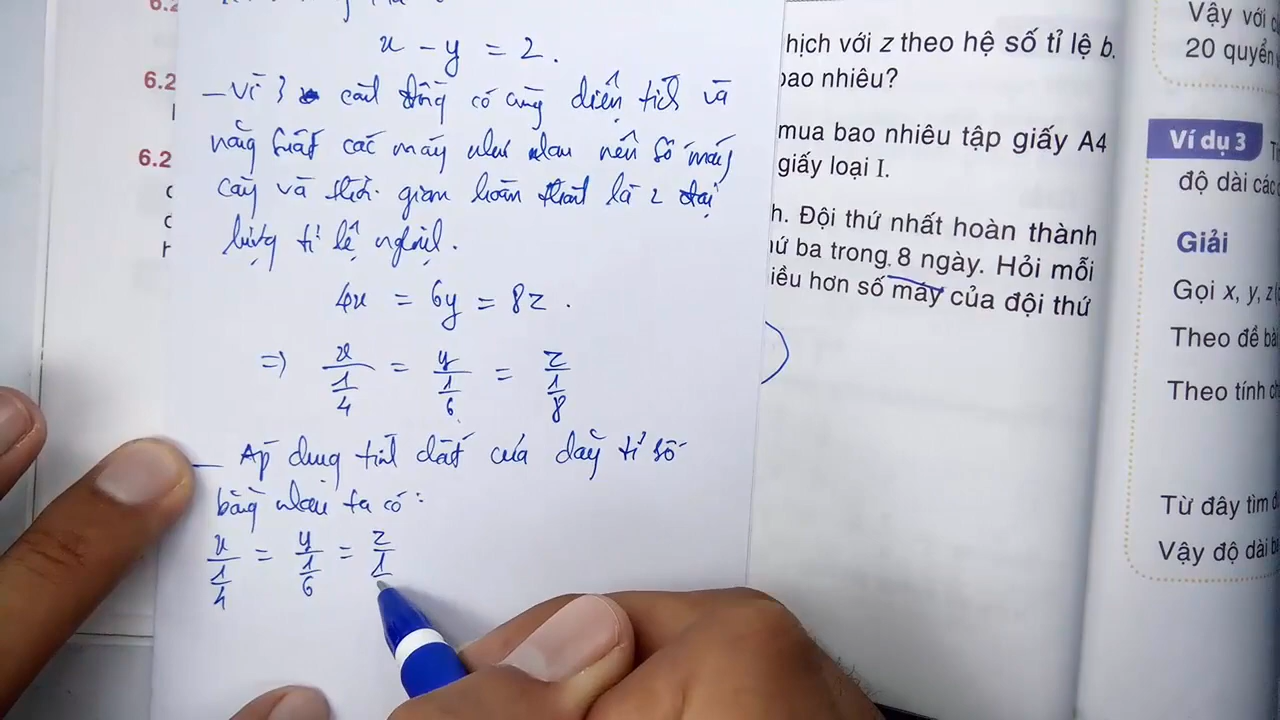 x - y = 2.
- Vì 3 cánh đồng có cùng diện tích và
năng suất các máy như nhau nên số máy
cày và thời gian hoàn thành là 2 đại
lượng tỉ lệ nghịch.
4x = 6y = 8z.
=> x/(1/4) = y/(1/6) = z/(1/8)
- Áp dụng tính chất của dãy tỉ số
bằng nhau ta có:
x/(1/4) = y/(1/6) = z/1
6.2
6.2
6.2
hịch với z theo hệ số tỉ lệ b.
bao nhiêu?
mua bao nhiêu tập giấy A4
giấy loại I.
h. Đội thứ nhất hoàn thành
ứ ba trong 8 ngày. Hỏi mỗi
iều hơn số máy của đội thứ
Vậy với
20 quyển
Ví dụ 3
độ dài các
Giải
Gọi x, y, z
Theo đề bà
Theo tính ch
Từ đây tìm
Vậy độ dài